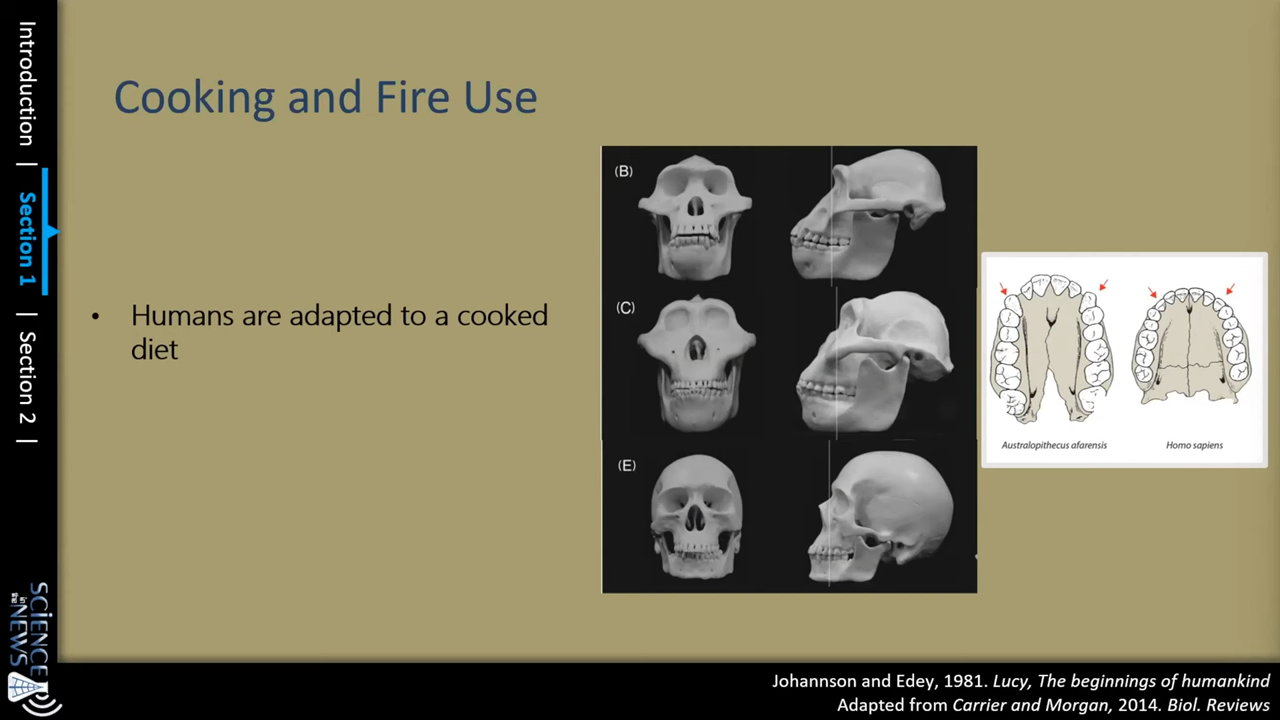 Introduction |
Section 1
| Section 2 |
SCIENCE
in the
NEWS
Cooking and Fire Use
• Humans are adapted to a cooked
diet
(B)
(C)
(E)
Australopithecus afarensis
Homo sapiens
Johannson and Edey, 1981. Lucy, The beginnings of humankind
Adapted from Carrier and Morgan, 2014. Biol. Reviews